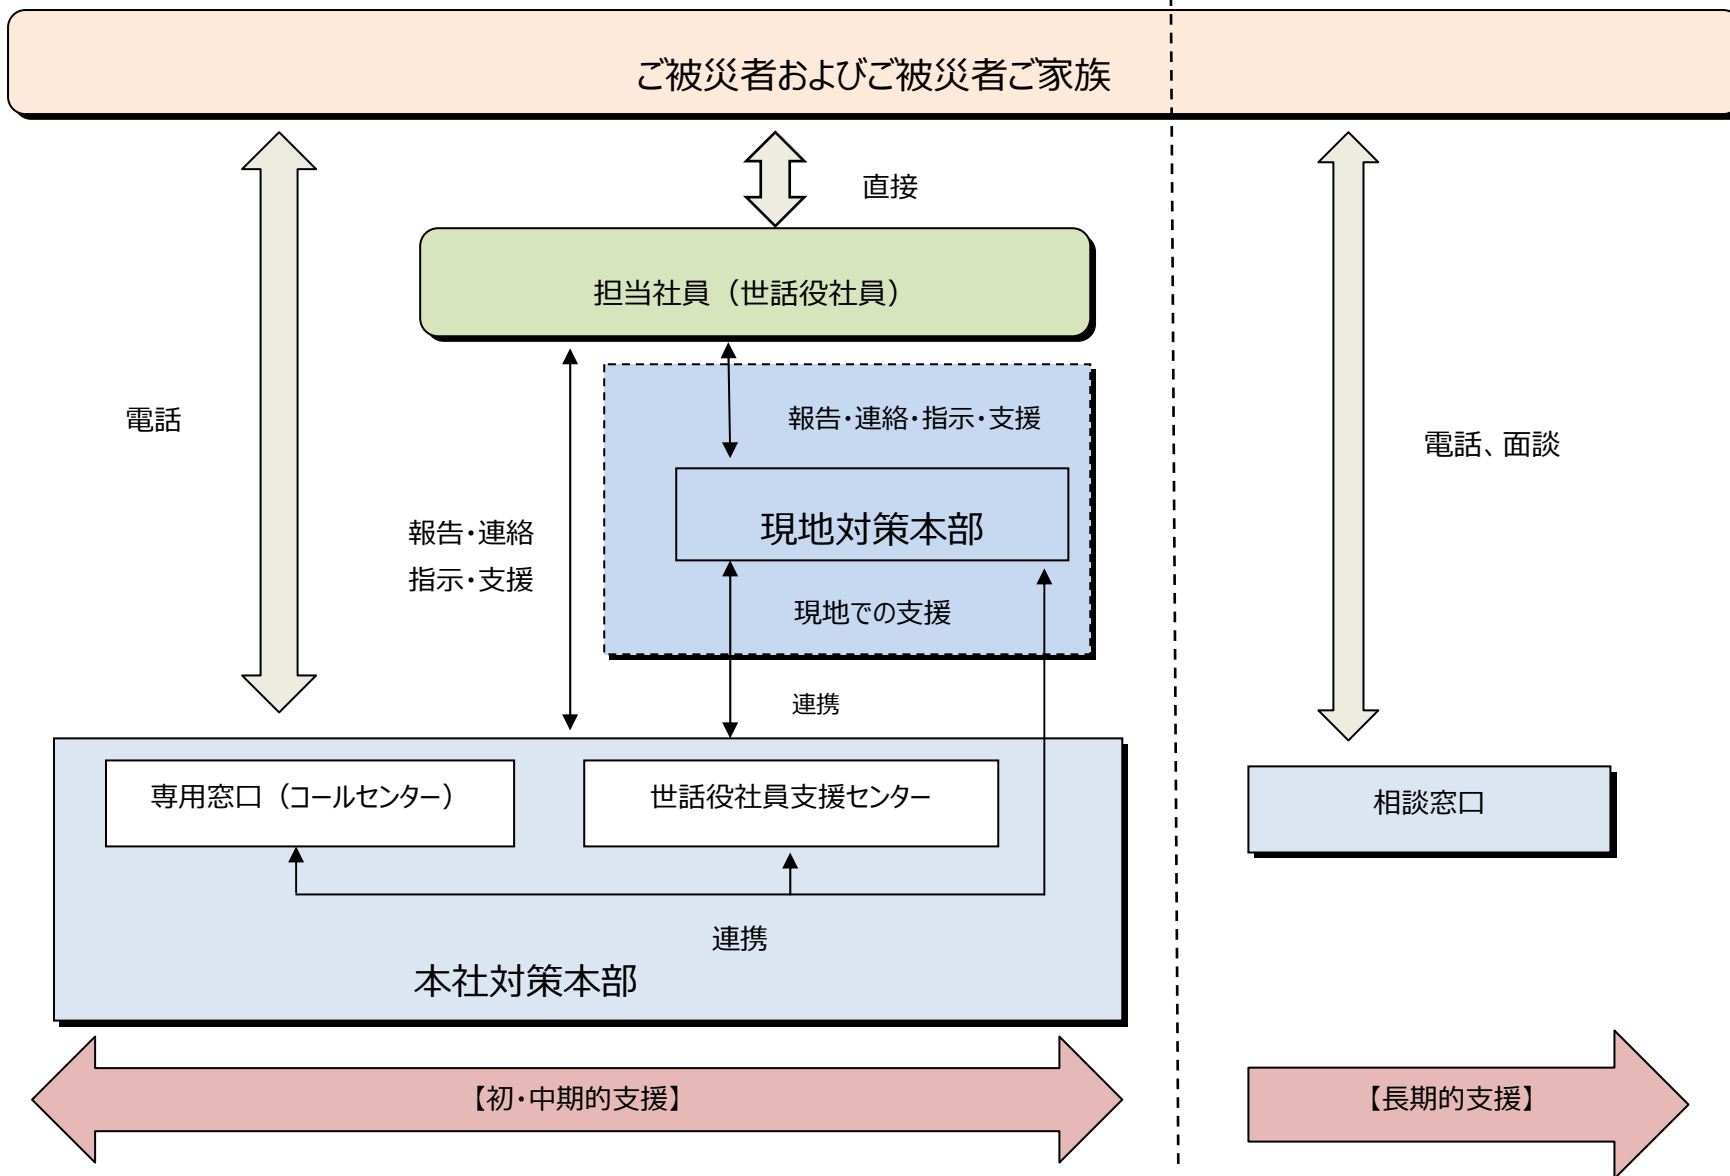 ご被災者およびご被災者ご家族
直接
担当社員（世話役社員）
電話
報告・連絡・指示・支援
電話、面談
報告・連絡
指示・支援
現地対策本部
現地での支援
連携
専用窓口（コールセンター）
世話役社員支援センター
相談窓口
連携
本社対策本部
【初・中期的支援】
【長期的支援】